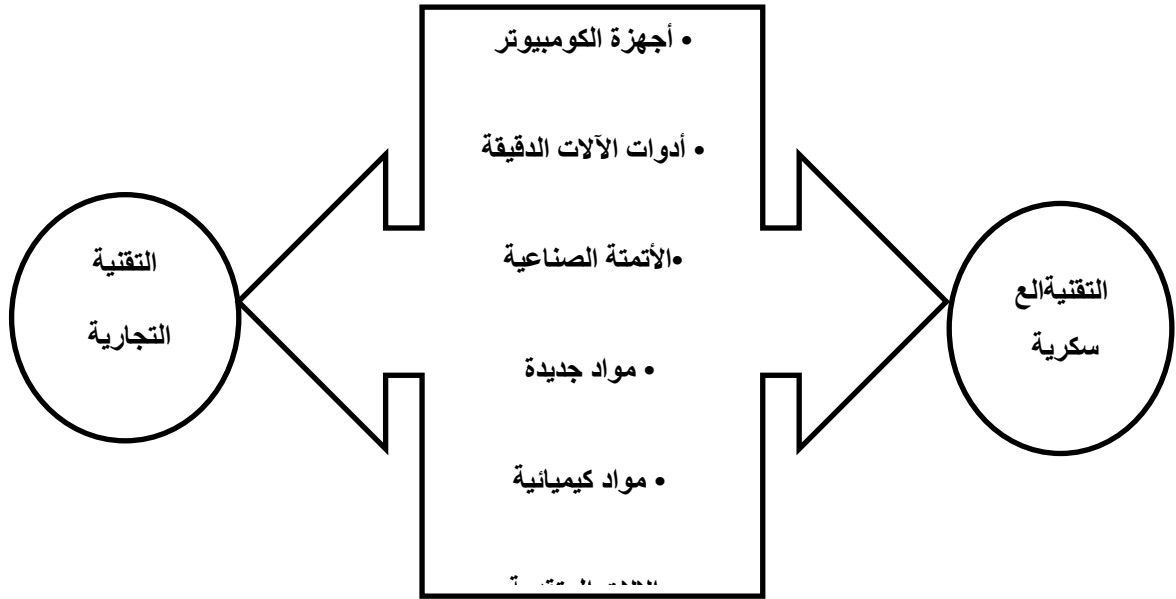 • أجهزة الكومبيوتر
• أدوات الآلات الدقيقة
•الأتمتة الصناعية
• مواد جديدة
• مواد كيميائية
التقنيةالع
سكرية
التقنية
التجارية